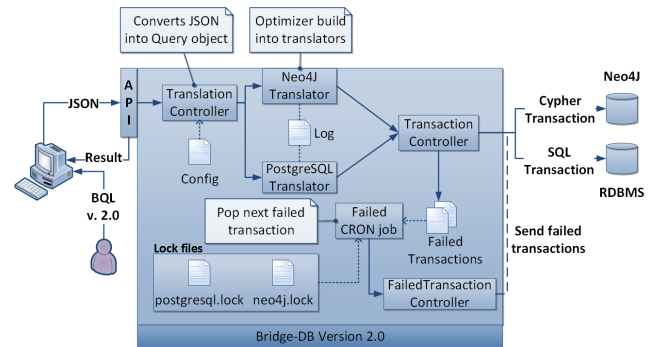 Converts JSON
into Query object
Optimizer build
into translators
Neo4J
JSON
A
P
I
Translation
Controller
Neo4J
Translator
Cypher
Transaction
Log
Transaction
Controller
Result
Config
PostgreSQL
Translator
SQL
Transaction
RDBMS
BQL
v. 2.0
Pop next failed
transaction
Failed
CRON job
Failed
Transactions
Send failed
transactions
Lock files
postgresql.lock
neo4j.lock
FailedTransaction
Controller
Bridge-DB Version 2.0